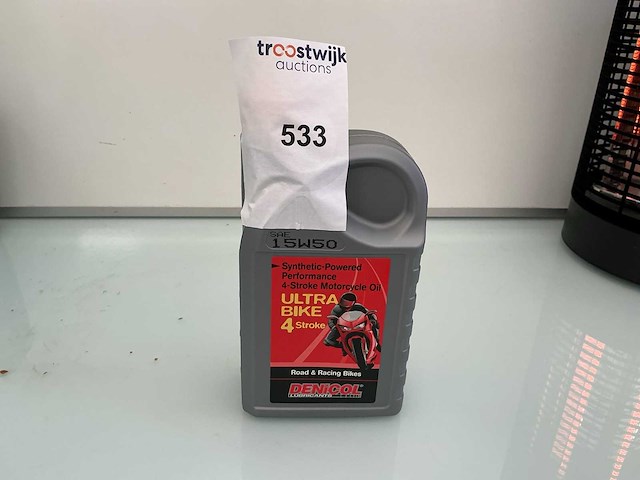 troostwijk
auctions
533
SAE
15W50
Synthetic-Powered
Performance
4-Stroke Motorcycle Oil
ULTRA
BIKE
4 Stroke
Road & Racing Bikes
DENICOL
LUBRICANTS